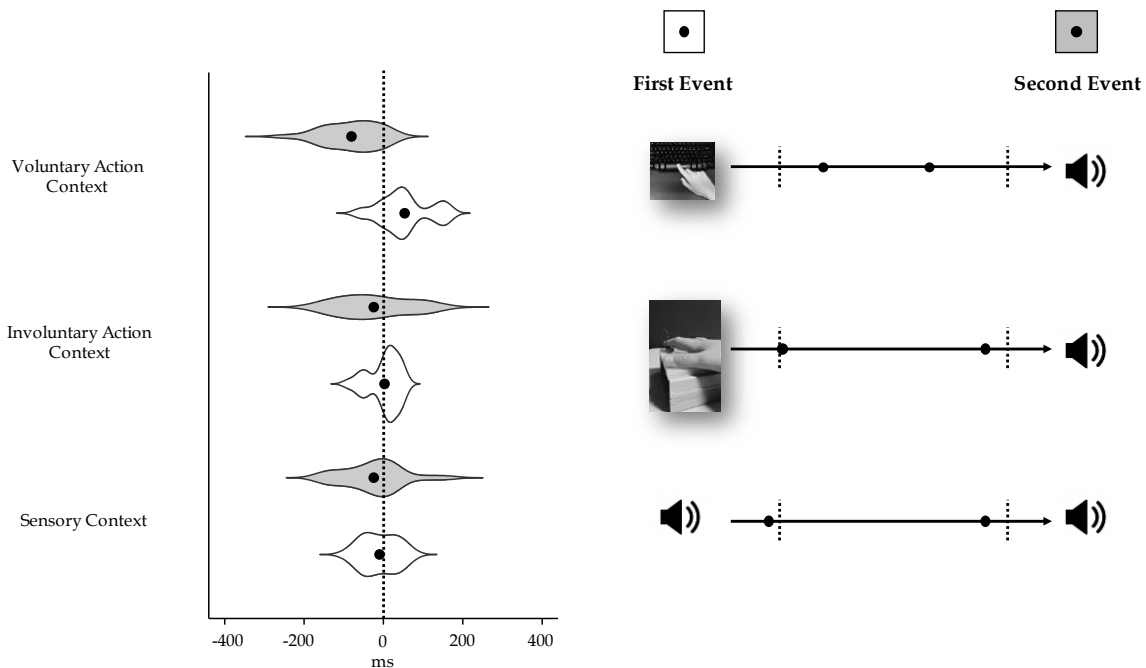 First Event
Second Event
Voluntary Action
Context
Involuntary Action
Context
Sensory Context
-400
-200
0
200
400
ms